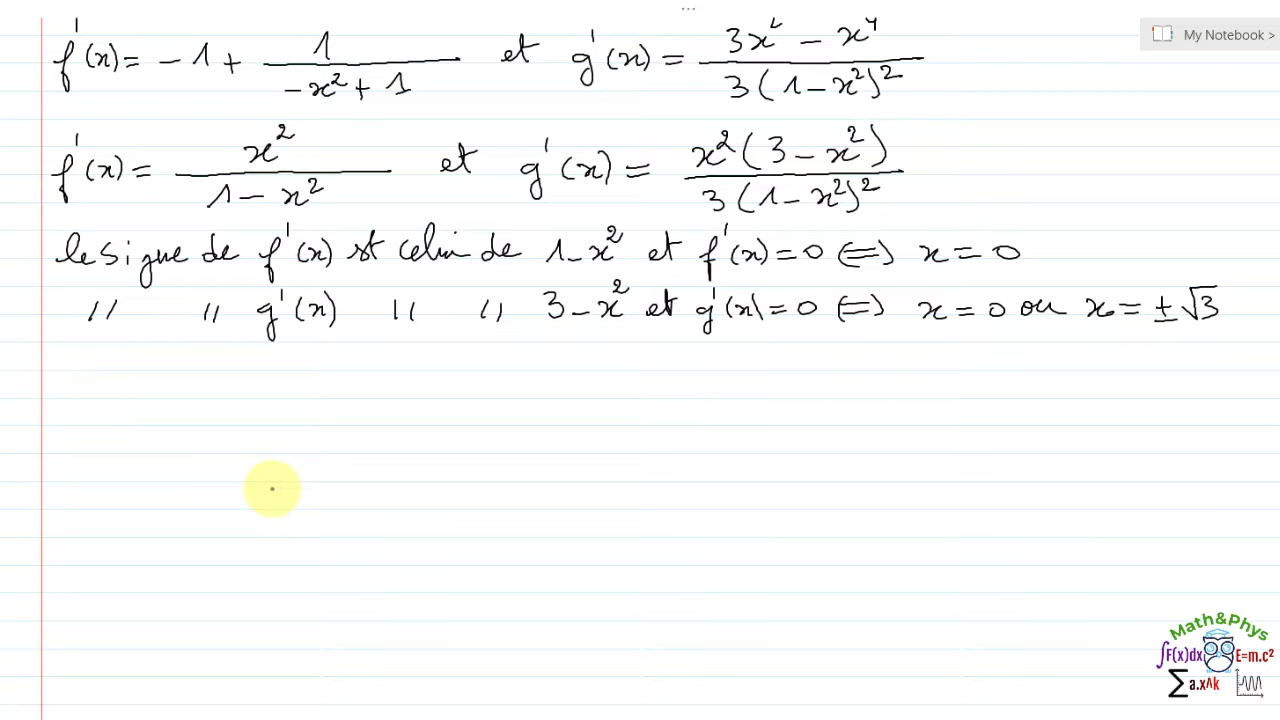 ...
My Notebook >
f'(x) = -1 + 1/(-x²+1) et g'(x) = (3x² - x⁴)/(3(1-x²)²)
f'(x) = x²/(1-x²) et g'(x) = x²(3-x²)/(3(1-x²)²)
le signe de f'(x) st celui de 1-x² et f'(x)=0 ⟺ x=0
// // g'(x) // // 3-x² et g'(x)=0 ⟺ x=0 ou x=±√3
Math&Phys
∫F(x)dx E=m.c²
∑ a.x^k